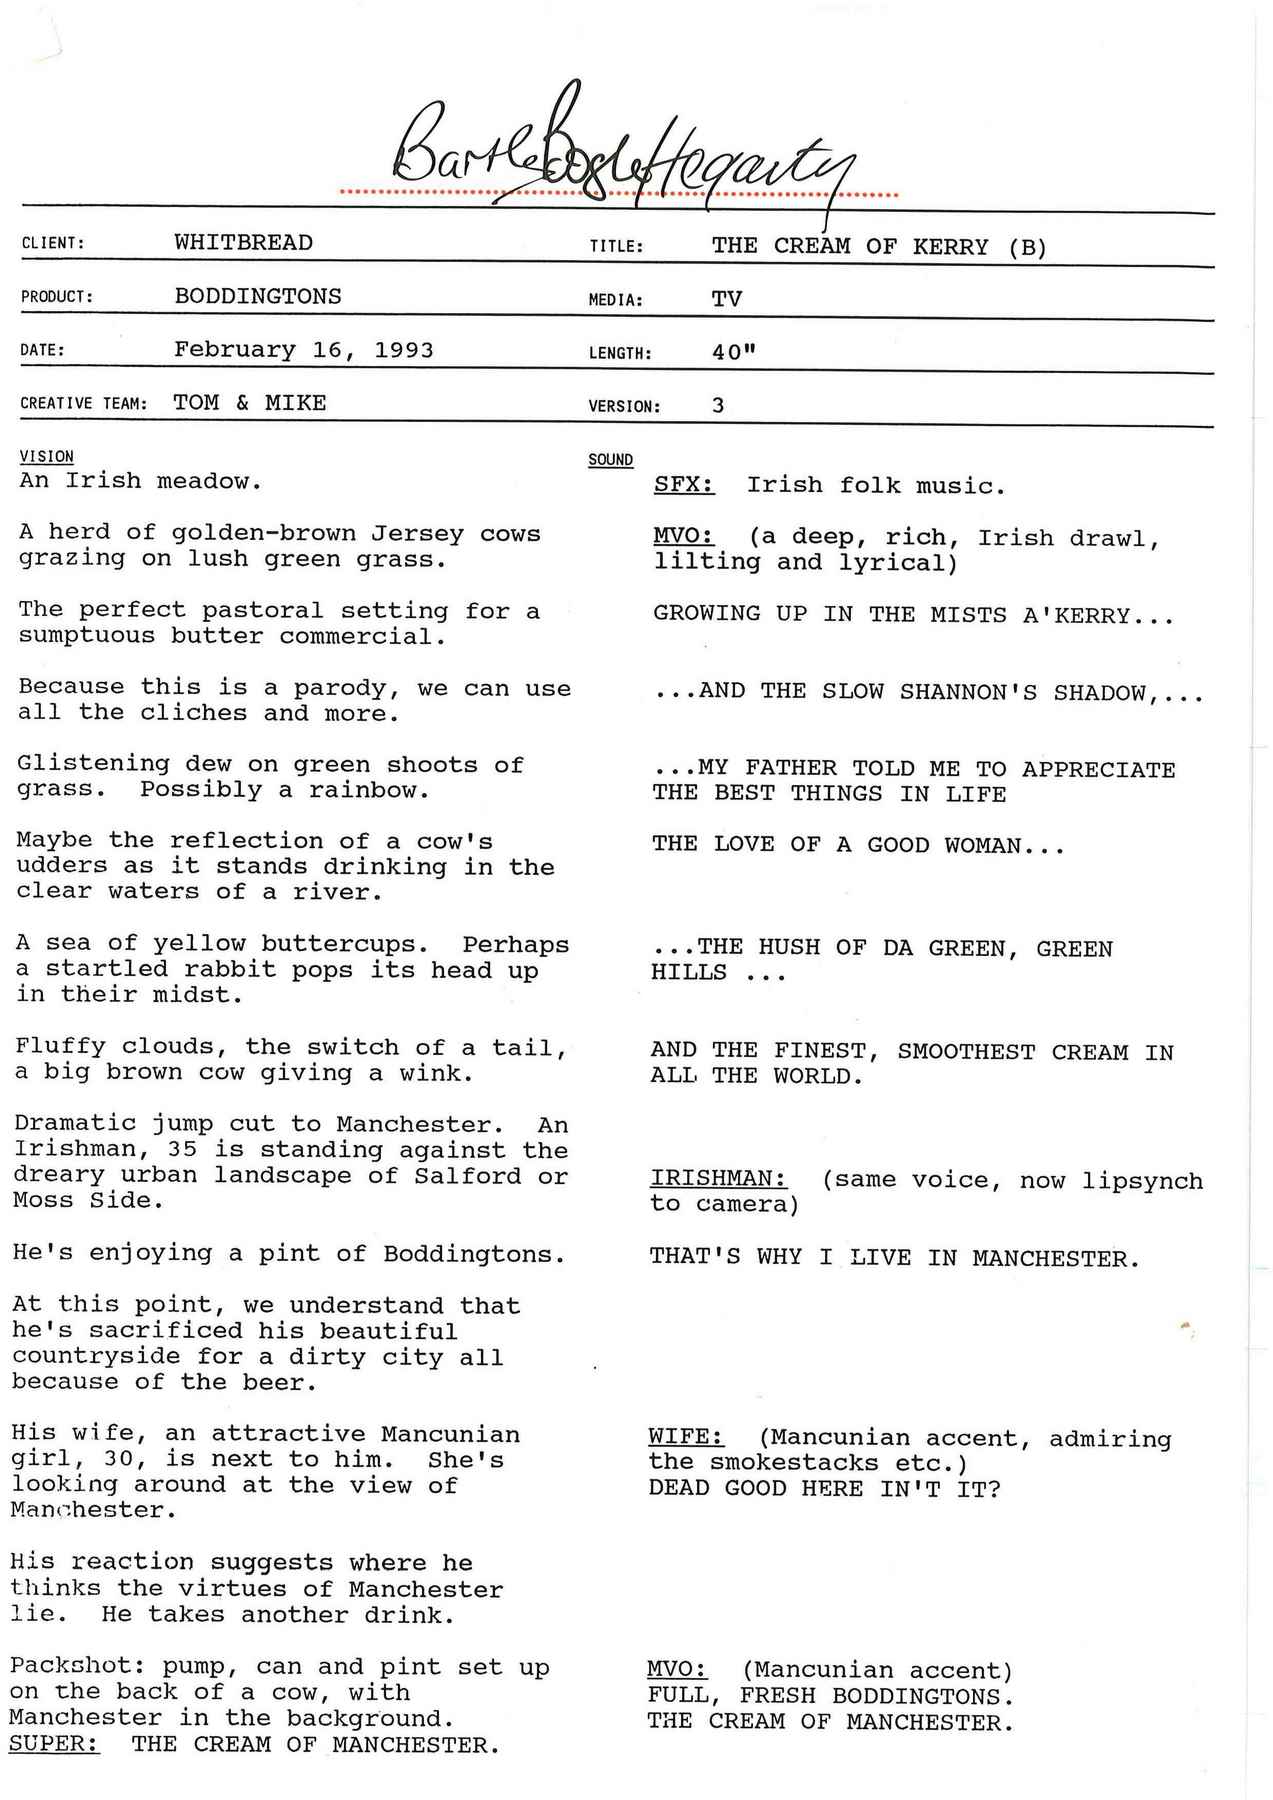 BartleBogleHegarty
CLIENT: WHITBREAD TITLE: THE CREAM OF KERRY (B)
PRODUCT: BODDINGTONS MEDIA: TV
DATE: February 16, 1993 LENGTH: 40"
CREATIVE TEAM: TOM & MIKE VERSION: 3
VISION
An Irish meadow.
A herd of golden-brown Jersey cows
grazing on lush green grass.
The perfect pastoral setting for a
sumptuous butter commercial.
Because this is a parody, we can use
all the cliches and more.
Glistening dew on green shoots of
grass. Possibly a rainbow.
Maybe the reflection of a cow's
udders as it stands drinking in the
clear waters of a river.
A sea of yellow buttercups. Perhaps
a startled rabbit pops its head up
in their midst.
Fluffy clouds, the switch of a tail,
a big brown cow giving a wink.
Dramatic jump cut to Manchester. An
Irishman, 35 is standing against the
dreary urban landscape of Salford or
Moss Side.
He's enjoying a pint of Boddingtons.
At this point, we understand that
he's sacrificed his beautiful
countryside for a dirty city all
because of the beer.
His wife, an attractive Mancunian
girl, 30, is next to him. She's
looking around at the view of
Manchester.
His reaction suggests where he
thinks the virtues of Manchester
lie. He takes another drink.
Packshot: pump, can and pint set up
on the back of a cow, with
Manchester in the background.
SUPER: THE CREAM OF MANCHESTER.
SOUND
SFX: Irish folk music.
MVO: (a deep, rich, Irish drawl,
lilting and lyrical)
GROWING UP IN THE MISTS A'KERRY...
...AND THE SLOW SHANNON'S SHADOW,...
...MY FATHER TOLD ME TO APPRECIATE
THE BEST THINGS IN LIFE
THE LOVE OF A GOOD WOMAN...
...THE HUSH OF DA GREEN, GREEN
HILLS ...
AND THE FINEST, SMOOTHEST CREAM IN
ALL THE WORLD.
IRISHMAN: (same voice, now lipsynch
to camera)
THAT'S WHY I LIVE IN MANCHESTER.
WIFE: (Mancunian accent, admiring
the smokestacks etc.)
DEAD GOOD HERE IN'T IT?
MVO: (Mancunian accent)
FULL, FRESH BODDINGTONS.
THE CREAM OF MANCHESTER.